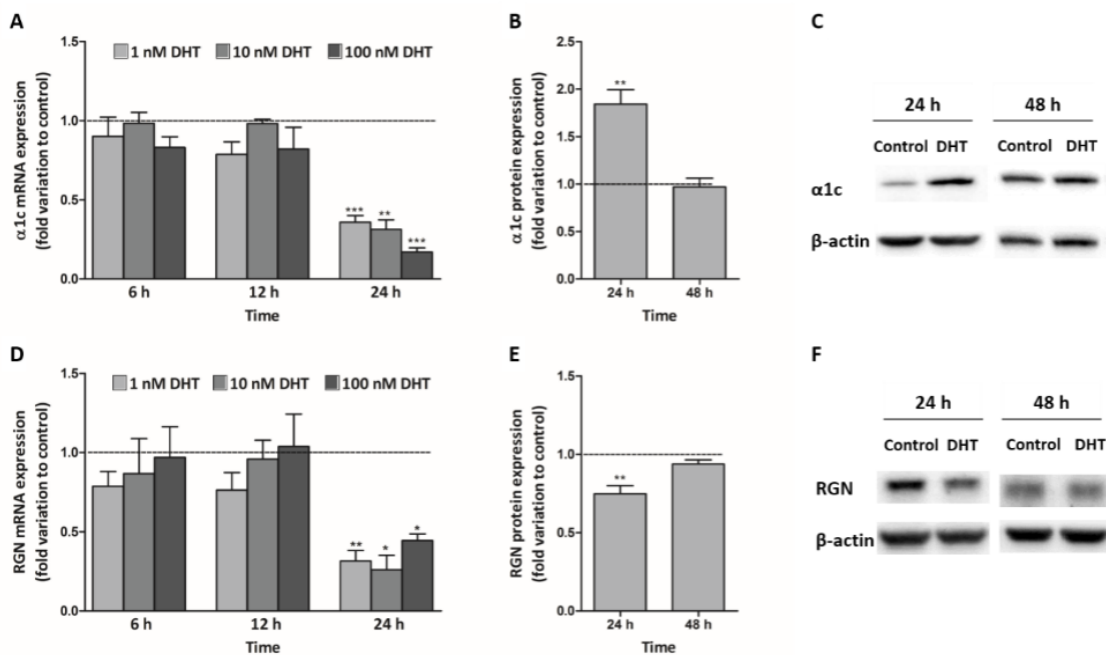 A
α1c mRNA expression
(fold variation to control)
1.5
1.0
0.5
0.0
1 nM DHT 10 nM DHT 100 nM DHT
*** ** ***
6 h 12 h 24 h
Time
B
α1c protein expression
(fold variation to control)
2.5
2.0
1.5
1.0
0.5
0.0
**
24 h 48 h
Time
C
24 h 48 h
Control DHT Control DHT
α1c
β-actin
D
RGN mRNA expression
(fold variation to control)
1.5
1.0
0.5
0.0
1 nM DHT 10 nM DHT 100 nM DHT
** * *
6 h 12 h 24 h
Time
E
RGN protein expression
(fold variation to control)
1.5
1.0
0.5
0.0
**
24 h 48 h
Time
F
24 h 48 h
Control DHT Control DHT
RGN
β-actin